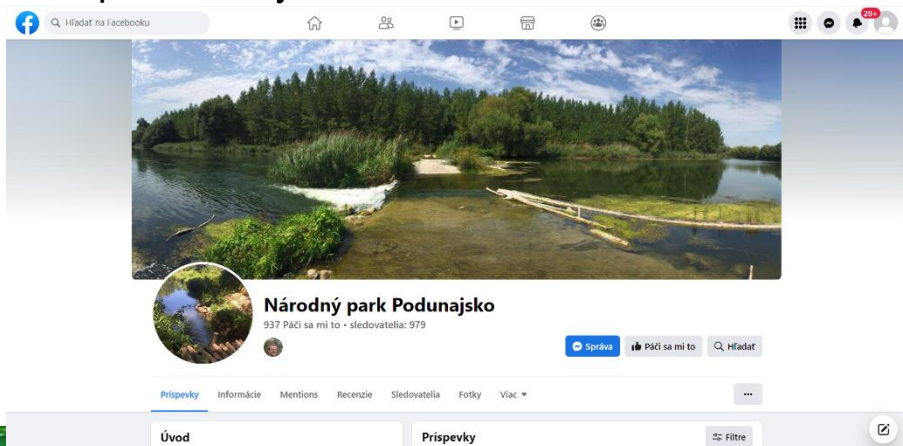 Hľadať na Facebooku
20+
Národný park Podunajsko
937 Páči sa mi to • sledovatelia: 979
Správa
Páči sa mi to
Hľadať
Príspevky Informácie Mentions Recenzie Sledovatelia Fotky Viac
Úvod
Príspevky
Filtre